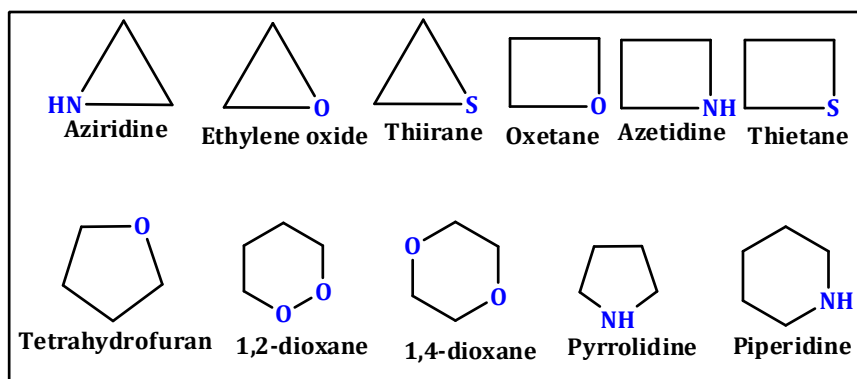 HN O S O NH S
Aziridine Ethylene oxide Thiirane Oxetane Azetidine Thietane
O O O O O NH NH
Tetrahydrofuran 1,2-dioxane 1,4-dioxane Pyrrolidine Piperidine